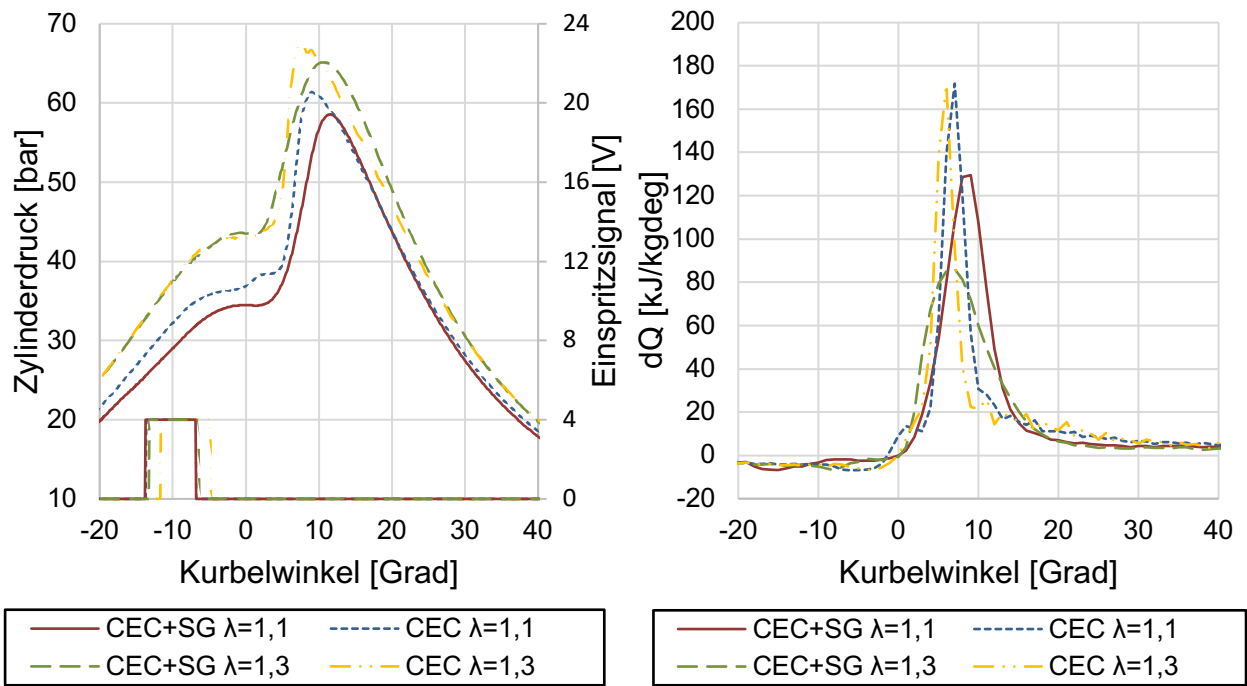 70
60
50
40
30
20
10
Zylinderdruck [bar]
24
20
16
12
8
4
0
Einspritzsignal [V]
-20 -10 0 10 20 30 40
Kurbelwinkel [Grad]
CEC+SG λ=1,1 CEC λ=1,1
CEC+SG λ=1,3 CEC λ=1,3
200
180
160
140
120
100
80
60
40
20
0
-20
dQ [kJ/kgdeg]
-20 -10 0 10 20 30 40
Kurbelwinkel [Grad]
CEC+SG λ=1,1 CEC λ=1,1
CEC+SG λ=1,3 CEC λ=1,3